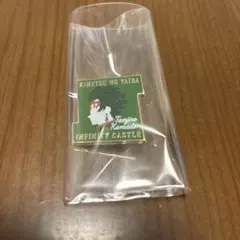 KIMETSU NO YAIBA
Tanjiro
Kamado
INFINITY CASTLE